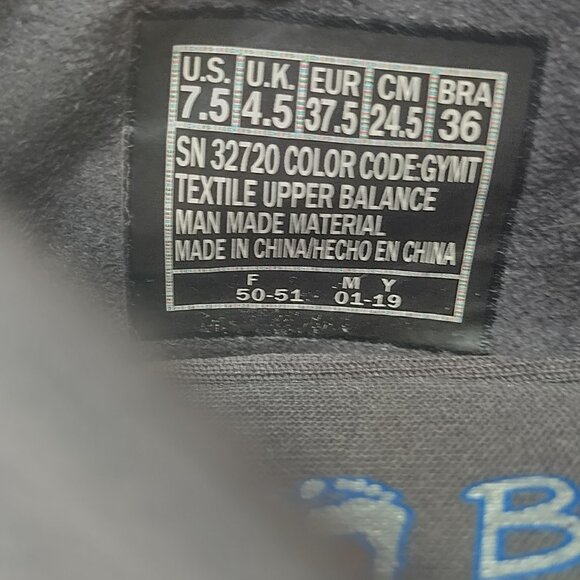 U.S. U.K. EUR CM BRA
7.5 4.5 37.5 24.5 36
SN 32720 COLOR CODE:GYMT
TEXTILE UPPER BALANCE
MAN MADE MATERIAL
MADE IN CHINA/HECHO EN CHINA
F M Y
50-51 01-19
B